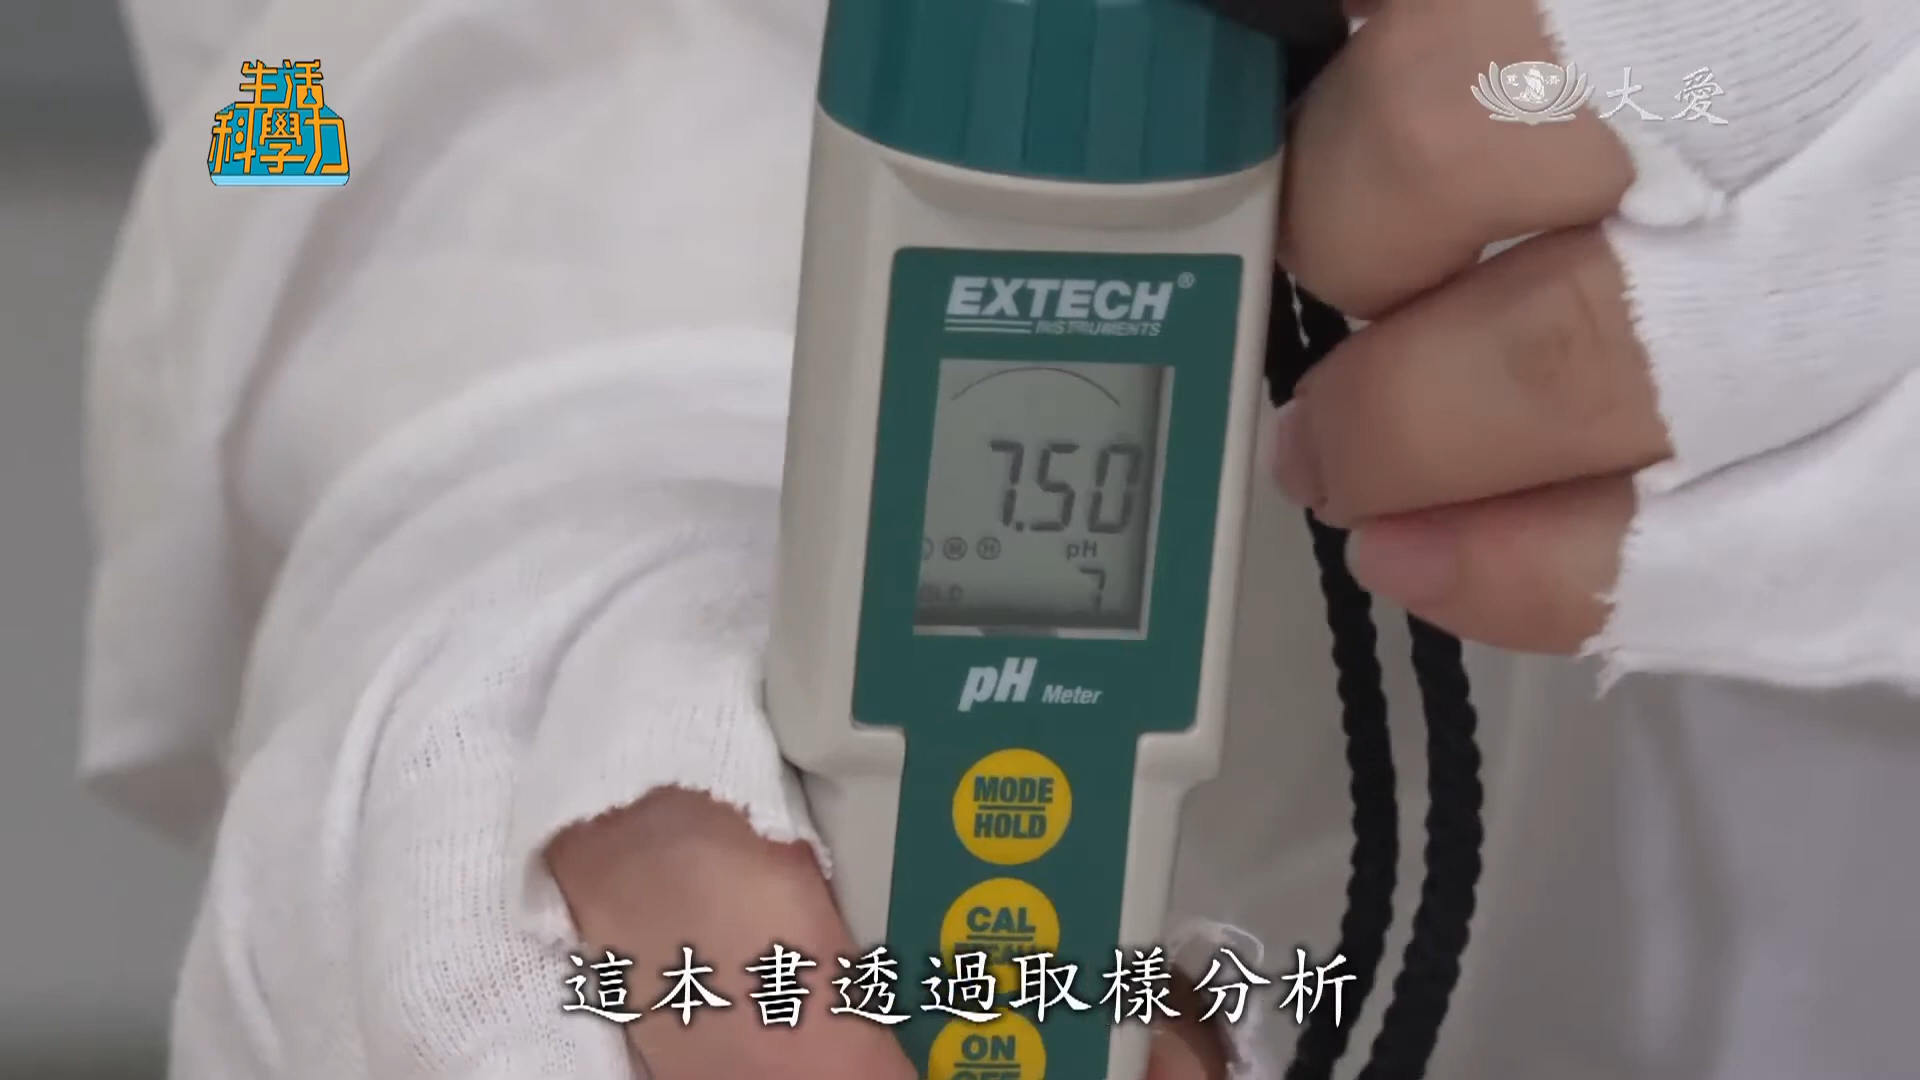 生活
科學力
大愛
EXTECH®
INSTRUMENTS
7.50
M H
pH
7
pH Meter
MODE
HOLD
CAL
ON
OFF
這本書透過取樣分析